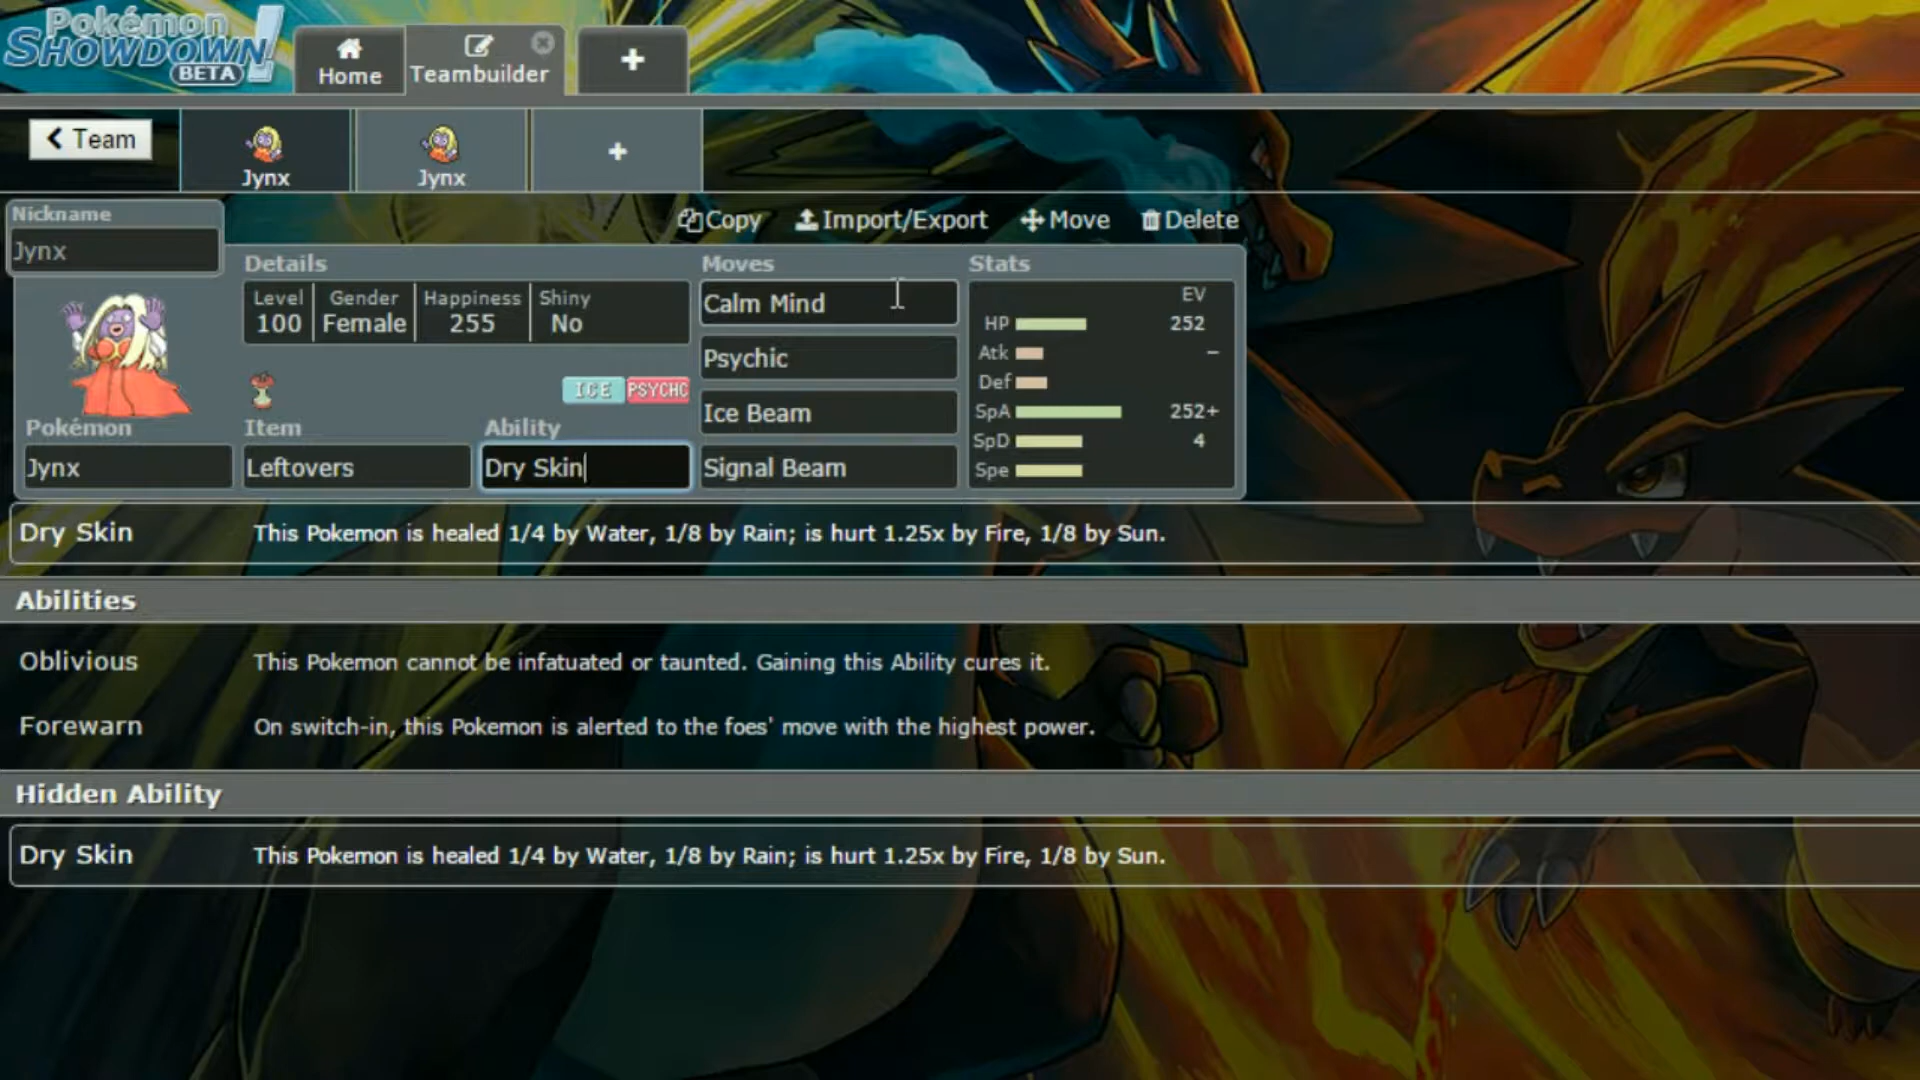 Pokémon
SHOWDOWN!
BETA
Home
Teambuilder
+
< Team
Jynx
Jynx
+
Nickname
Jynx
Copy
Import/Export
Move
Delete
Details
Level
100
Gender
Female
Happiness
255
Shiny
No
ICE
PSYCHC
Pokémon
Jynx
Item
Leftovers
Ability
Dry Skin
Moves
Calm Mind
Psychic
Ice Beam
Signal Beam
Stats
EV
HP 252
Atk –
Def
SpA 252+
SpD 4
Spe
Dry Skin This Pokemon is healed 1/4 by Water, 1/8 by Rain; is hurt 1.25x by Fire, 1/8 by Sun.
Abilities
Oblivious This Pokemon cannot be infatuated or taunted. Gaining this Ability cures it.
Forewarn On switch-in, this Pokemon is alerted to the foes' move with the highest power.
Hidden Ability
Dry Skin This Pokemon is healed 1/4 by Water, 1/8 by Rain; is hurt 1.25x by Fire, 1/8 by Sun.